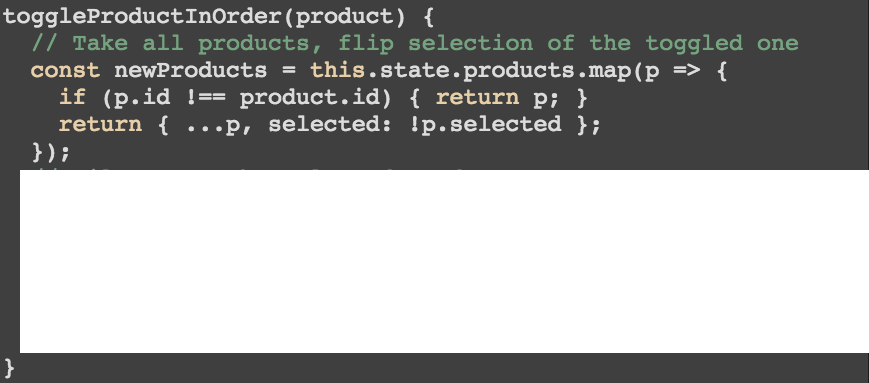 toggleProductInOrder(product) {
// Take all products, flip selection of the toggled one
const newProducts = this.state.products.map(p => {
if (p.id !== product.id) { return p; }
return { ...p, selected: !p.selected };
});
}